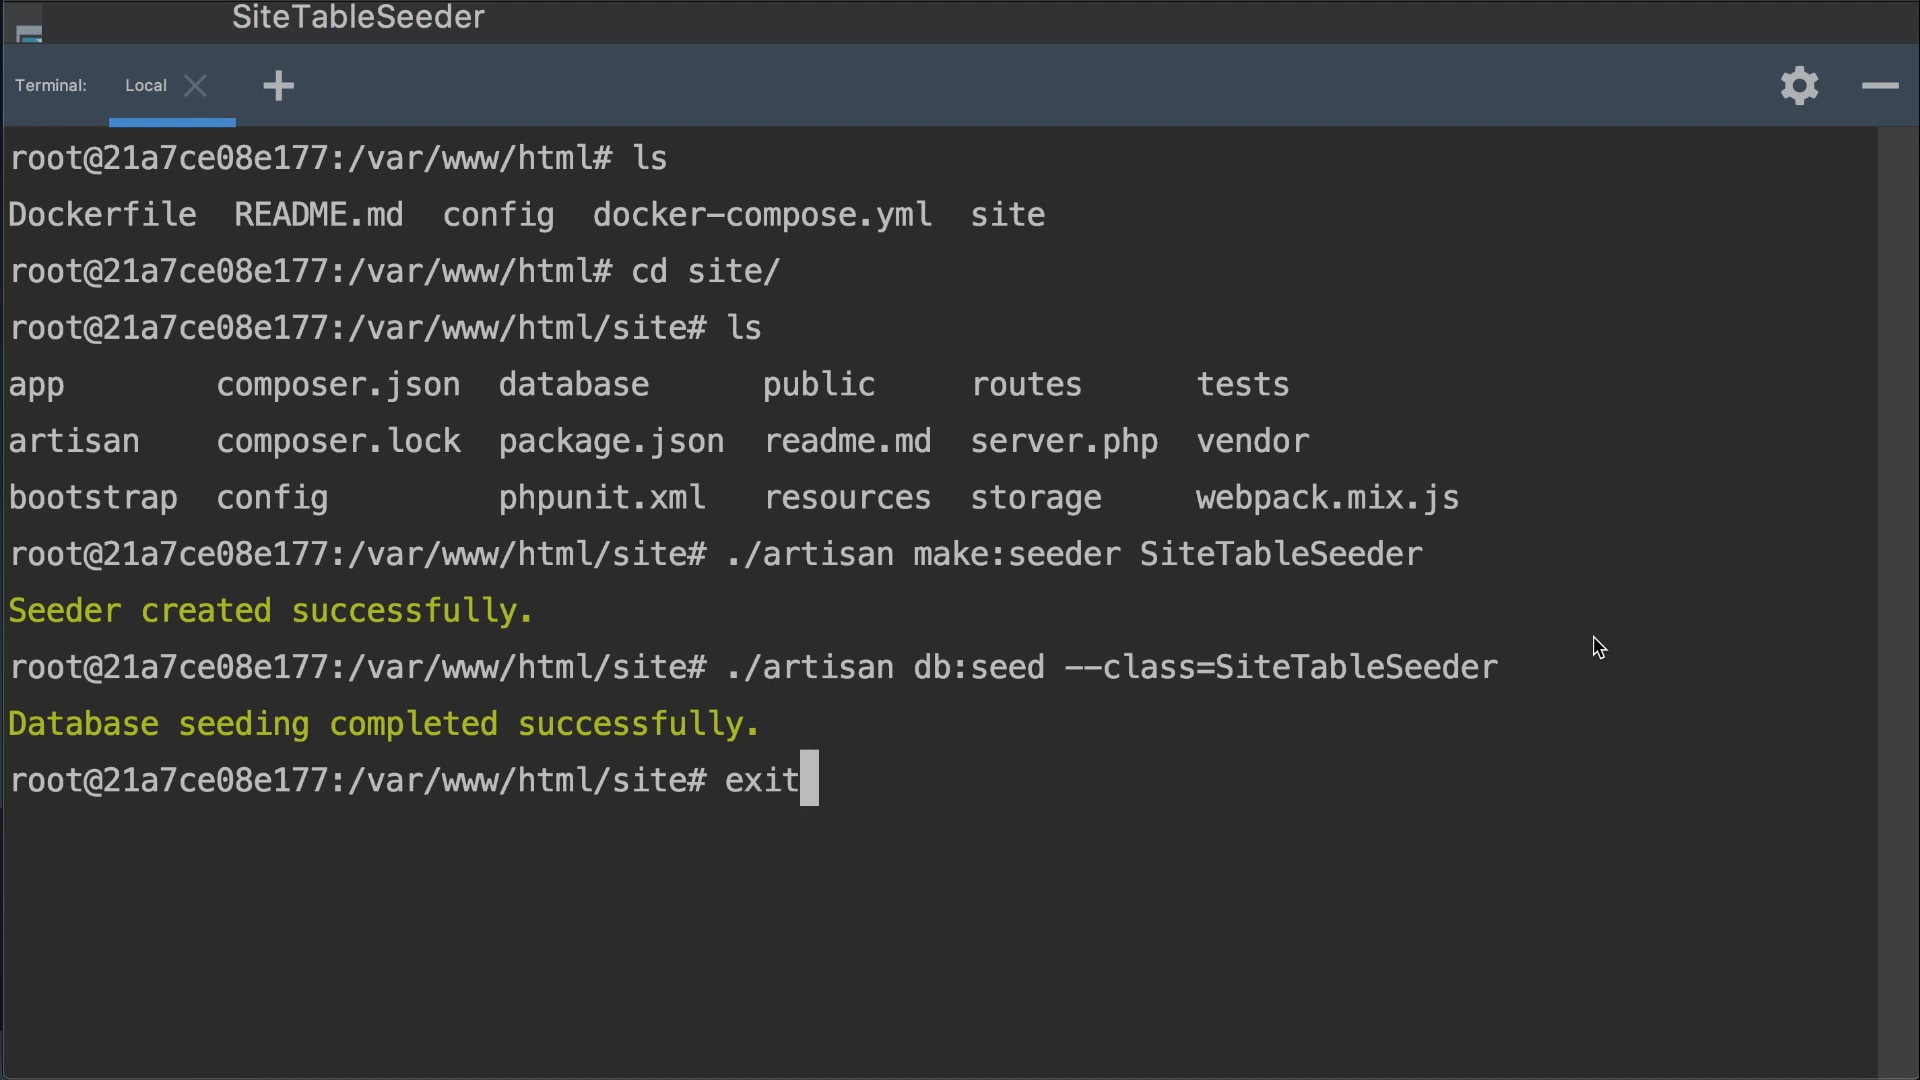 SiteTableSeeder
Terminal: Local
root@21a7ce08e177:/var/www/html# ls
Dockerfile README.md config docker-compose.yml site
root@21a7ce08e177:/var/www/html# cd site/
root@21a7ce08e177:/var/www/html/site# ls
app composer.json database public routes tests
artisan composer.lock package.json readme.md server.php vendor
bootstrap config phpunit.xml resources storage webpack.mix.js
root@21a7ce08e177:/var/www/html/site# ./artisan make:seeder SiteTableSeeder
Seeder created successfully.
root@21a7ce08e177:/var/www/html/site# ./artisan db:seed --class=SiteTableSeeder
Database seeding completed successfully.
root@21a7ce08e177:/var/www/html/site# exit